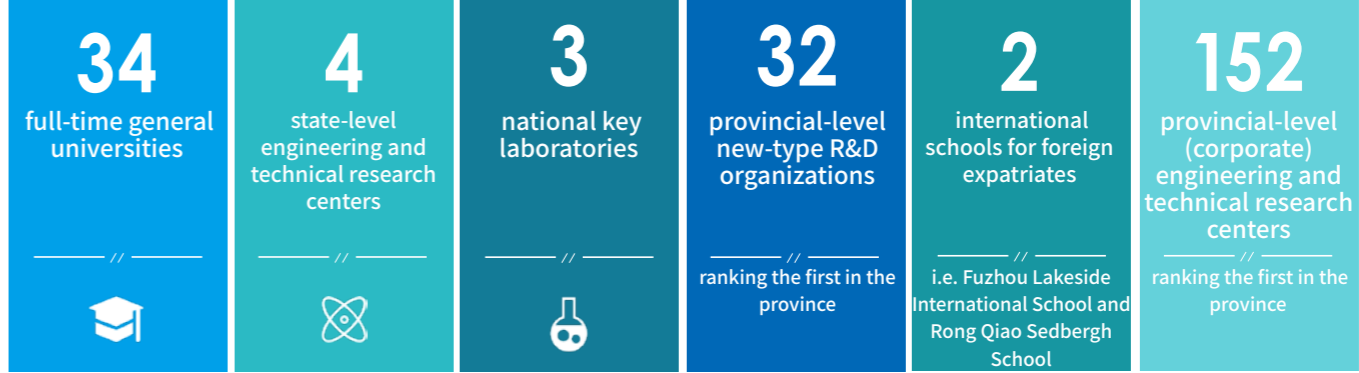 34
full-time general
universities
//
4
state-level
engineering and
technical research
centers
//
3
national key
laboratories
//
32
provincial-level
new-type R&D
organizations
//
ranking the first in the
province
2
international
schools for foreign
expatriates
//
i.e. Fuzhou Lakeside
International School and
Rong Qiao Sedbergh
School
152
provincial-level
(corporate)
engineering and
technical research
centers
//
ranking the first in the
province